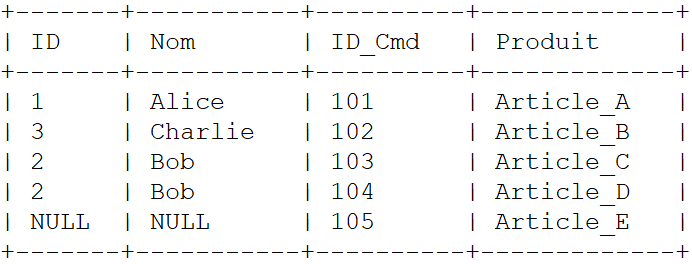 +-------+-----------+----------+-------------+
| ID    | Nom       | ID_Cmd   | Produit     |
+-------+-----------+----------+-------------+
| 1     | Alice     | 101      | Article_A   |
| 3     | Charlie   | 102      | Article_B   |
| 2     | Bob       | 103      | Article_C   |
| 2     | Bob       | 104      | Article_D   |
| NULL  | NULL      | 105      | Article_E   |
+-------+-----------+----------+-------------+